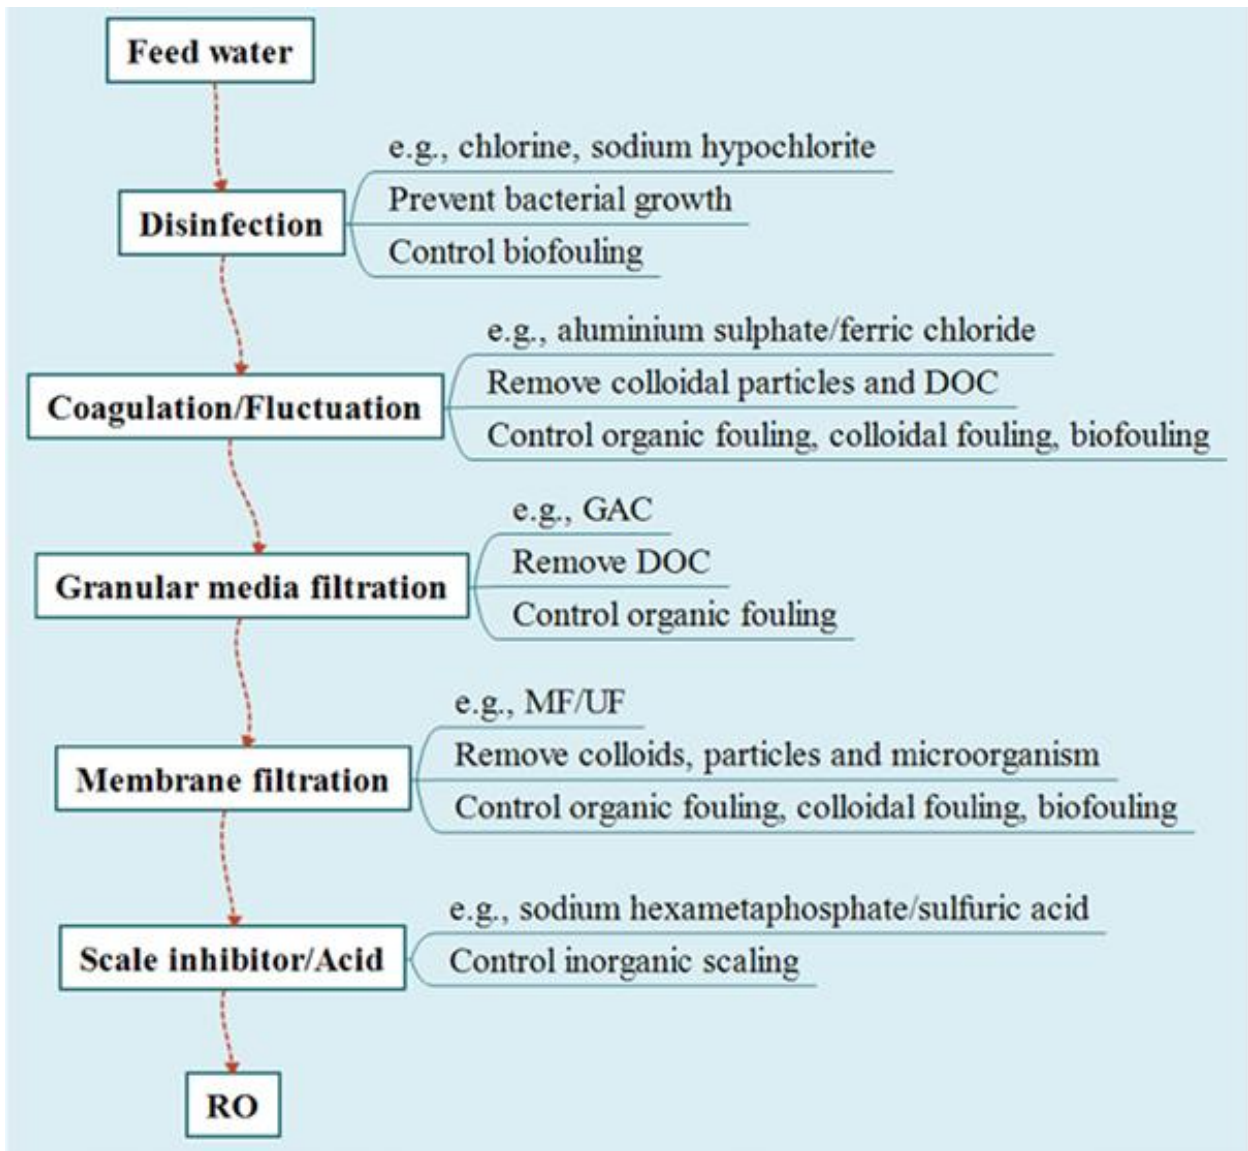 Feed water
e.g., chlorine, sodium hypochlorite
Prevent bacterial growth
Disinfection
Control biofouling
e.g., aluminium sulphate/ferric chloride
Remove colloidal particles and DOC
Coagulation/Fluctuation
Control organic fouling, colloidal fouling, biofouling
e.g., GAC
Remove DOC
Granular media filtration
Control organic fouling
e.g., MF/UF
Remove colloids, particles and microorganism
Membrane filtration
Control organic fouling, colloidal fouling, biofouling
e.g., sodium hexametaphosphate/sulfuric acid
Scale inhibitor/Acid
Control inorganic scaling
RO